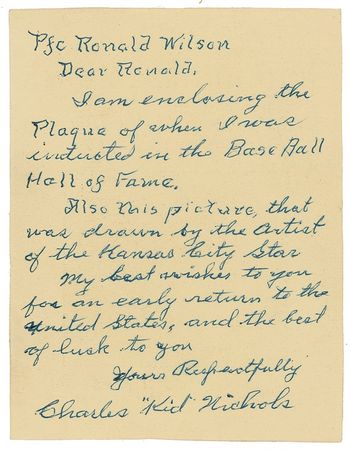 Pfc Ronald Wilson
Dear Ronald.
I am enclosing the
Plaque of when I was
inducted in the Base Ball
Hall of Fame.
Also this picture, that
was drawn by the Artist
of the Kansas City Star
My best wishes to you
for an early return to the
United States, and the best
of luck to you
Yours Respectfully
Charles "Kid" Nichols